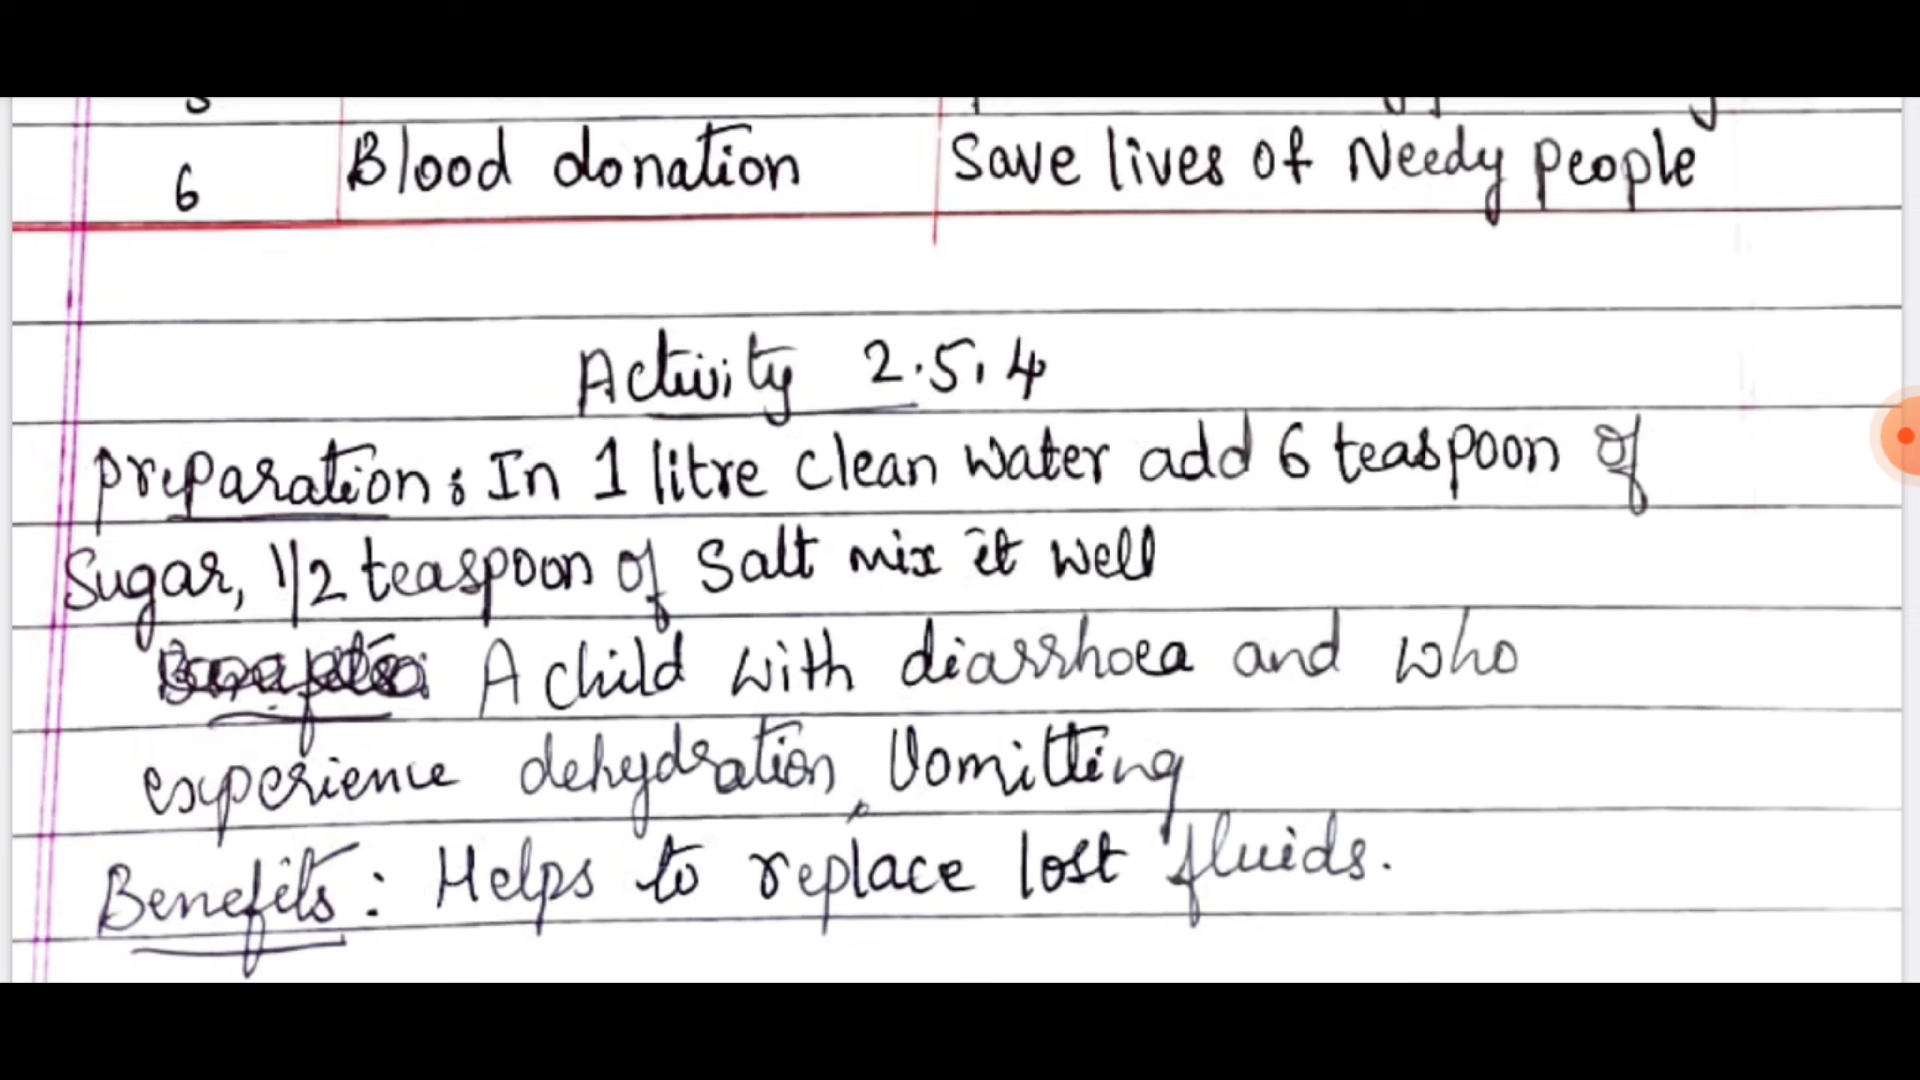 6 Blood donation Save lives of Needy people
Activity 2.5.4
Preparation: In 1 litre clean water add 6 teaspoon of
Sugar, 1/2 teaspoon of Salt mix it well
A child with diarrhoea and who
experience dehydration, Vomitting
Benefits: Helps to replace lost fluids.